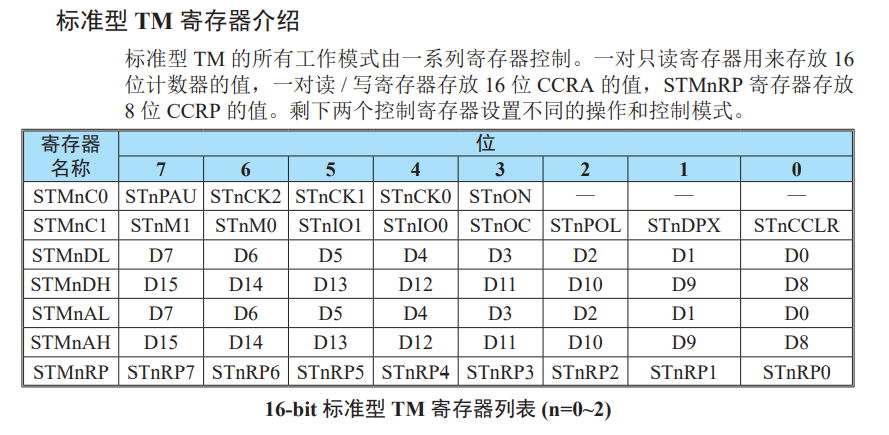 标准型 TM 寄存器介绍
标准型 TM 的所有工作模式由一系列寄存器控制。一对只读寄存器用来存放 16
位计数器的值，一对读 / 写寄存器存放 16 位 CCRA 的值，STMnRP 寄存器存放
8 位 CCRP 的值。剩下两个控制寄存器设置不同的操作和控制模式。
寄存器名称 位
7 6 5 4 3 2 1 0
STMnC0 STnPAU STnCK2 STnCK1 STnCK0 STnON — — —
STMnC1 STnM1 STnM0 STnIO1 STnIO0 STnOC STnPOL STnDPX STnCCLR
STMnDL D7 D6 D5 D4 D3 D2 D1 D0
STMnDH D15 D14 D13 D12 D11 D10 D9 D8
STMnAL D7 D6 D5 D4 D3 D2 D1 D0
STMnAH D15 D14 D13 D12 D11 D10 D9 D8
STMnRP STnRP7 STnRP6 STnRP5 STnRP4 STnRP3 STnRP2 STnRP1 STnRP0
16-bit 标准型 TM 寄存器列表 (n=0~2)